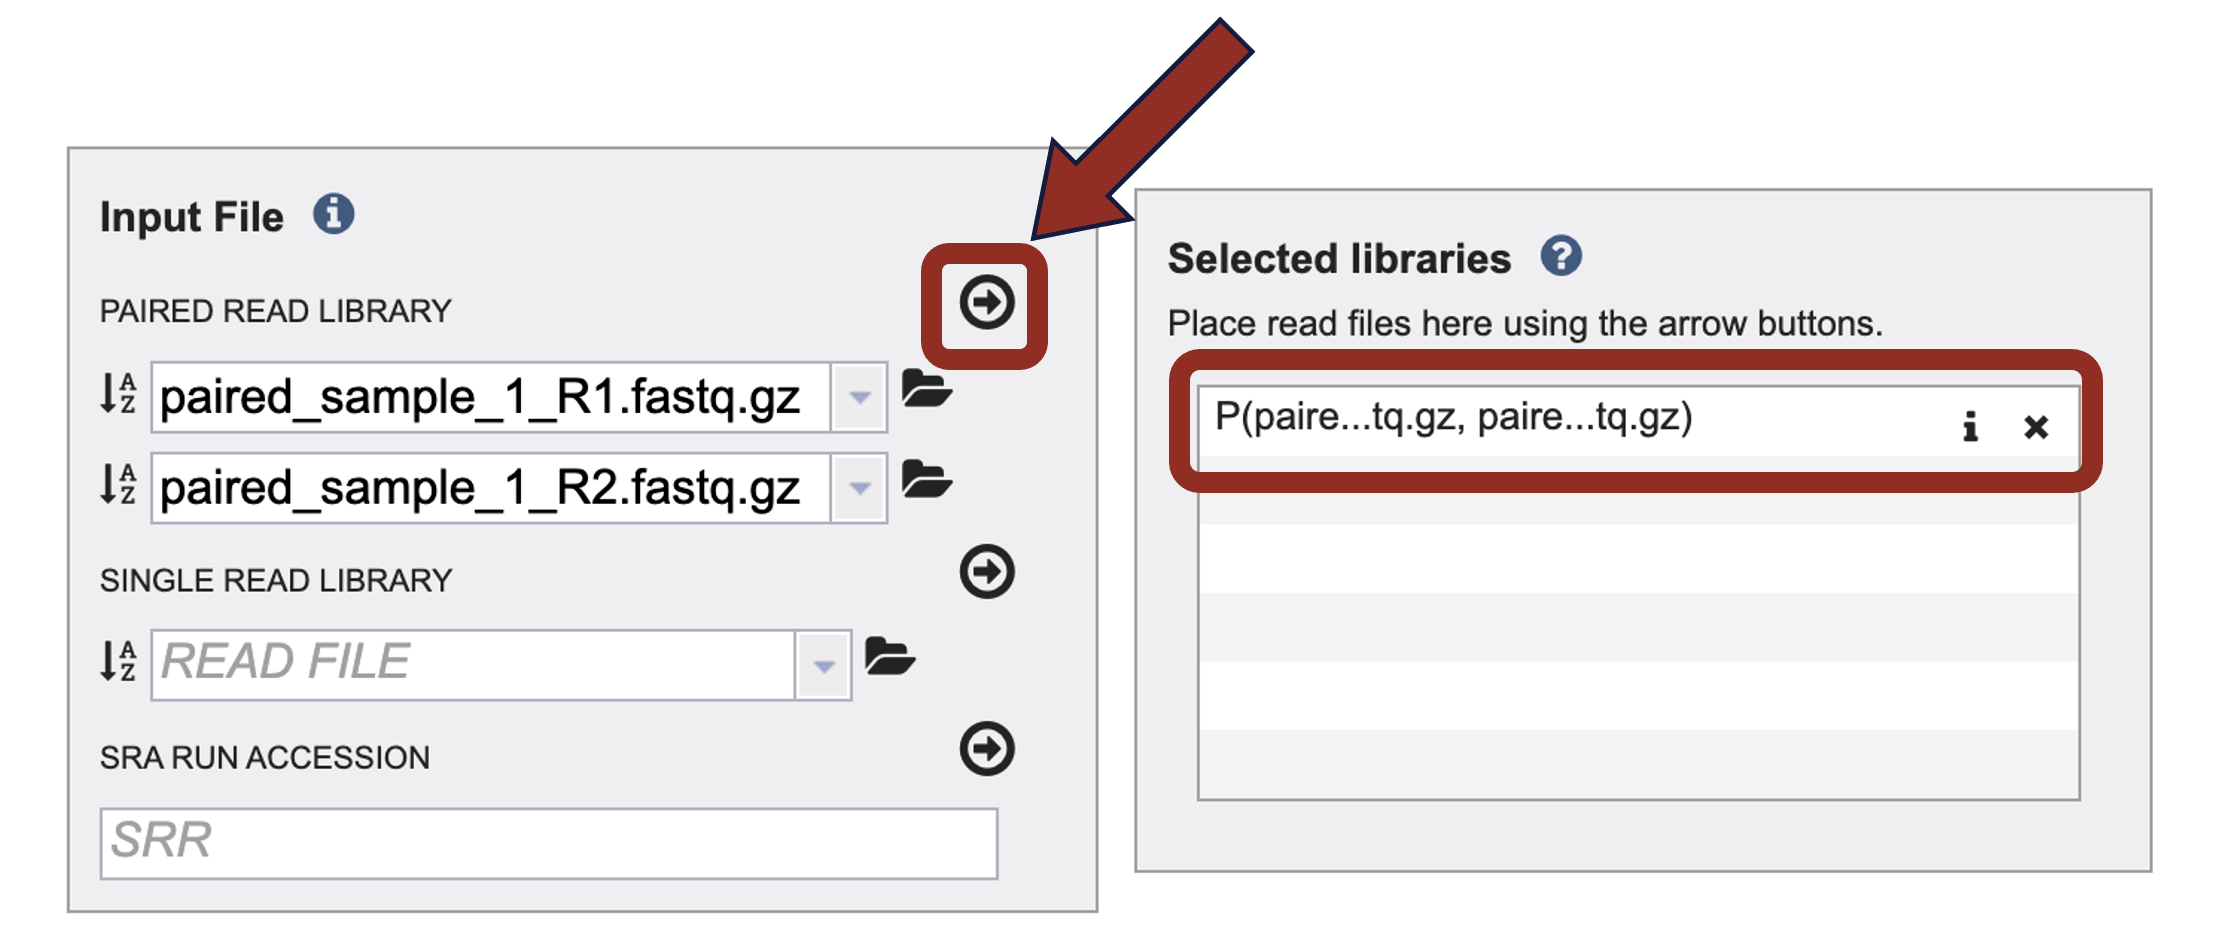 Input File
PAIRED READ LIBRARY
paired_sample_1_R1.fastq.gz
paired_sample_1_R2.fastq.gz
SINGLE READ LIBRARY
READ FILE
SRA RUN ACCESSION
SRR
Selected libraries
Place read files here using the arrow buttons.
P(paire...tq.gz, paire...tq.gz)